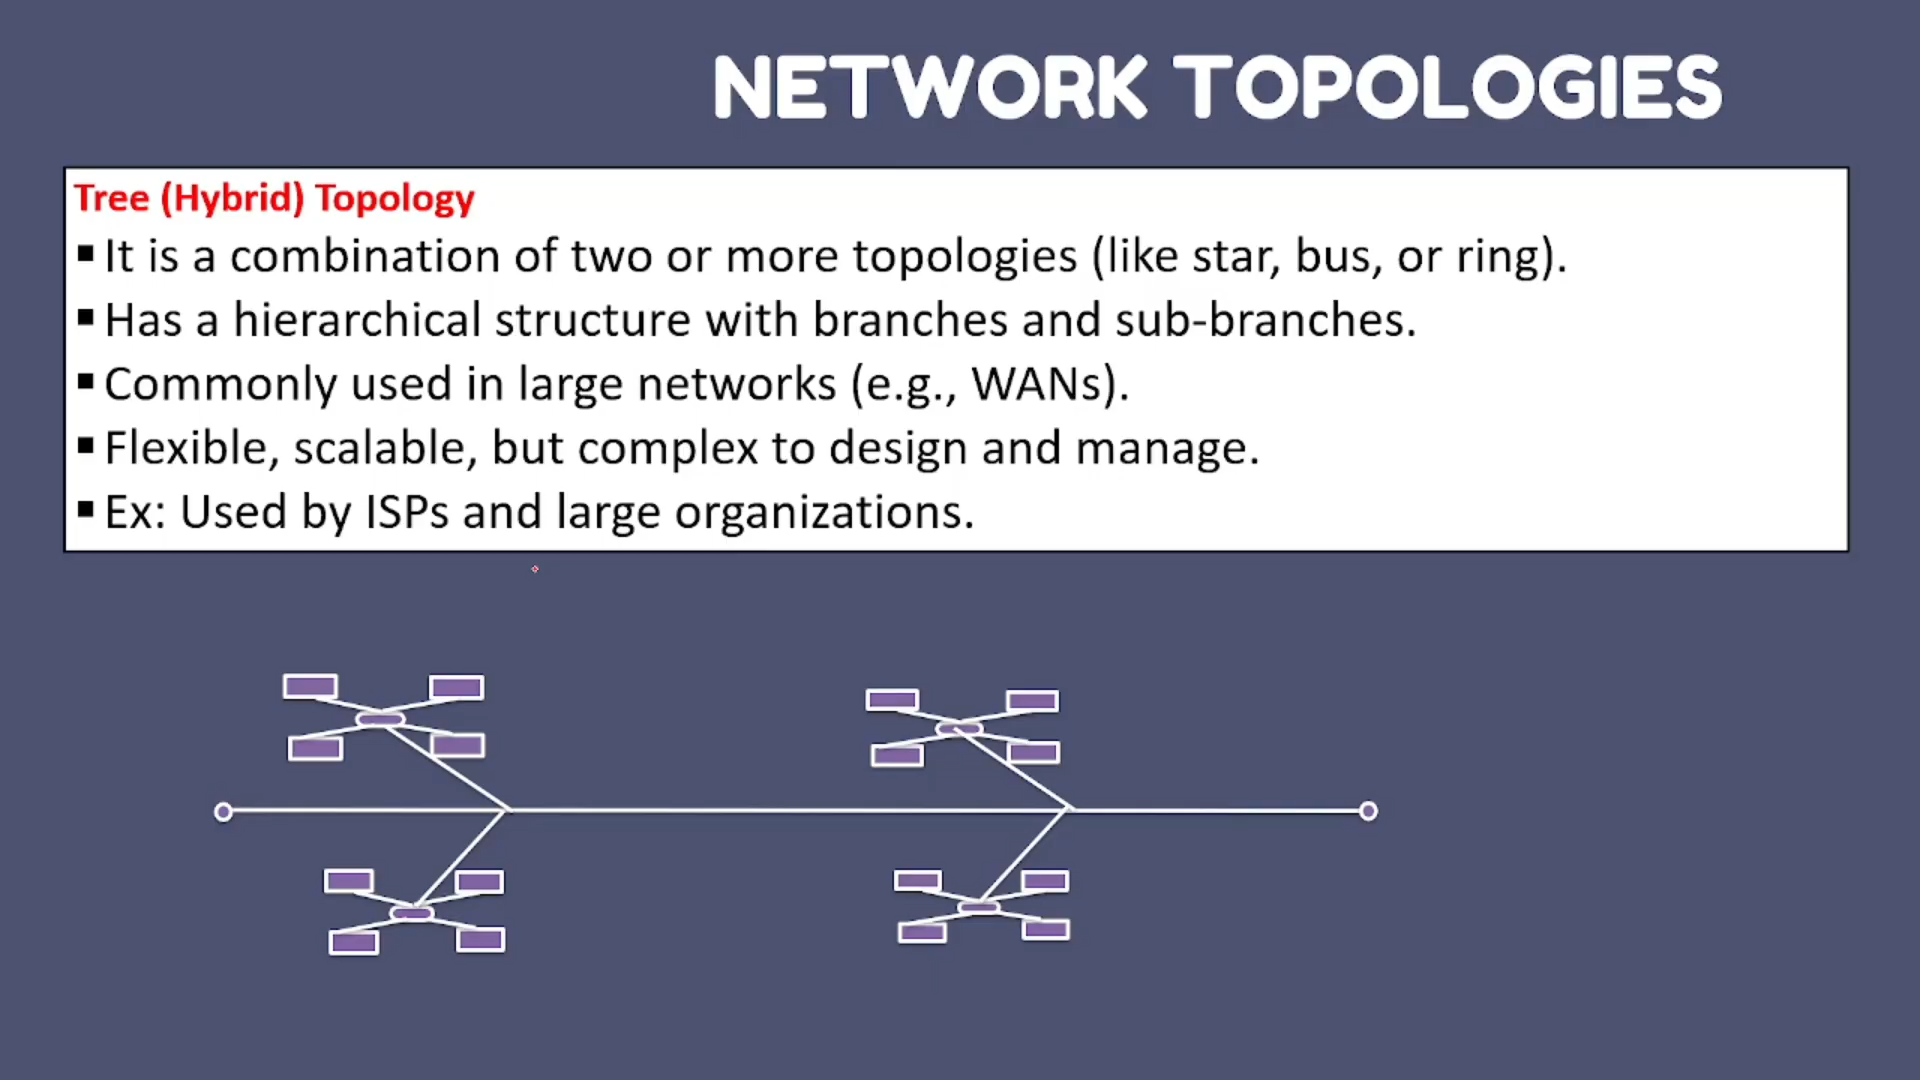 NETWORK TOPOLOGIES
Tree (Hybrid) Topology
▪ It is a combination of two or more topologies (like star, bus, or ring).
▪ Has a hierarchical structure with branches and sub-branches.
▪ Commonly used in large networks (e.g., WANs).
▪ Flexible, scalable, but complex to design and manage.
▪ Ex: Used by ISPs and large organizations.